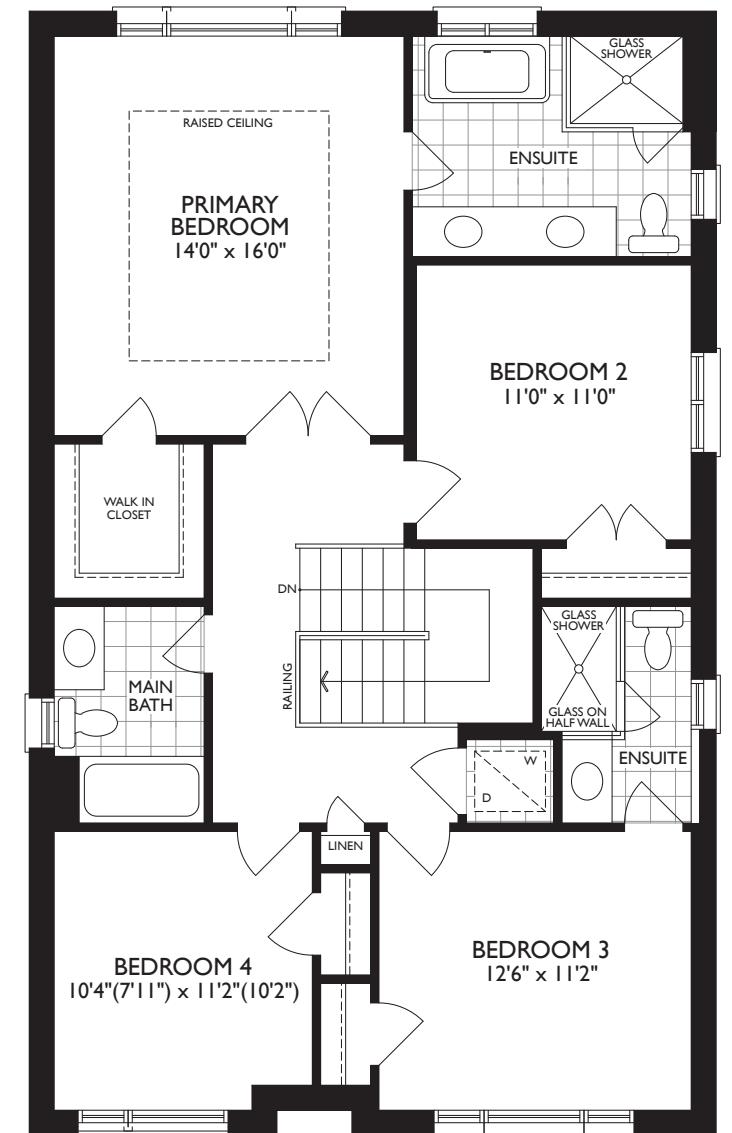 GLASS
SHOWER
RAISED CEILING
ENSUITE
PRIMARY
BEDROOM
14'0" x 16'0"
BEDROOM 2
11'0" x 11'0"
WALK IN
CLOSET
DN
GLASS
SHOWER
RAILING
MAIN
BATH
GLASS ON
HALF WALL
ENSUITE
W
D
LINEN
BEDROOM 4
10'4"(7'11") x 11'2"(10'2")
BEDROOM 3
12'6" x 11'2"